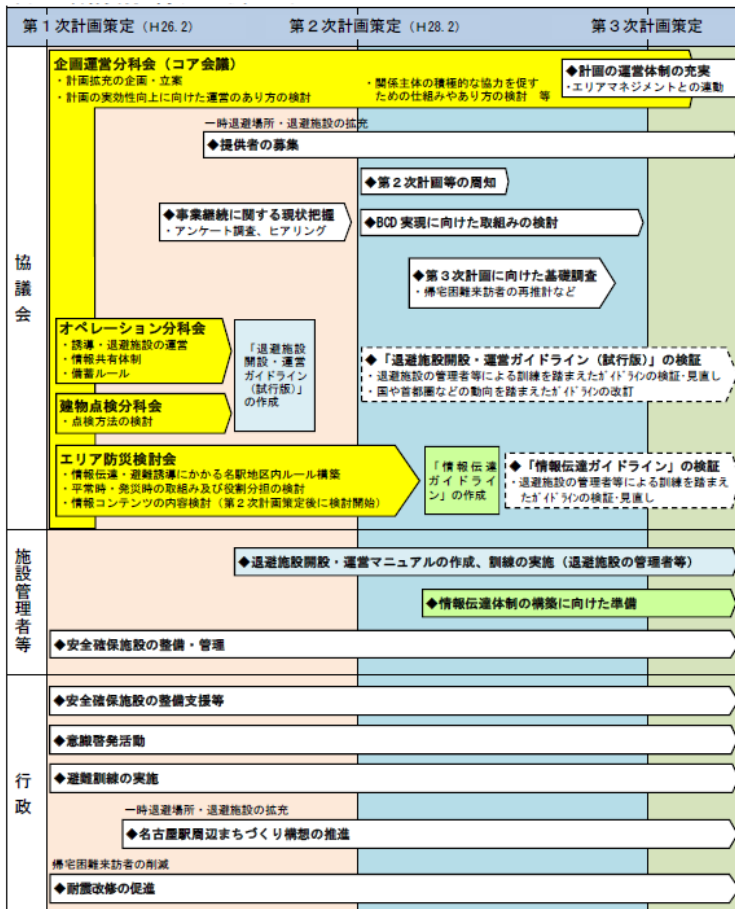 第1次計画策定（H26.2）
第2次計画策定（H28.2）
第3次計画策定
協議会
企画運営分科会（コア会議）
・計画拡充の企画・立案
・計画の実効性向上に向けた運営のあり方の検討
・関係主体の積極的な協力を促す
ための仕組みやあり方の検討　等
◆計画の運営体制の充実
・エリアマネジメントとの連動
一時退避場所・退避施設の拡充
◆提供者の募集
◆第2次計画等の周知
◆事業継続に関する現状把握
・アンケート調査、ヒアリング
◆BCD実現に向けた取組みの検討
◆第3次計画に向けた基礎調査
・帰宅困難来訪者の再推計など
オペレーション分科会
・誘導・退避施設の運営
・情報共有体制
・備蓄ルール
「退避施設
開設・運営
ガイドライン
（試行版）」
の作成
◆「退避施設開設・運営ガイドライン（試行版）」の検証
・退避施設の管理者等による訓練を踏まえたｶﾞｲﾄﾞﾗｲﾝの検証・見直し
・国や首都圏などの動向を踏まえたｶﾞｲﾄﾞﾗｲﾝの改訂
建物点検分科会
・点検方法の検討
エリア防災検討会
・情報伝達・避難誘導にかかる名駅地区内ルール構築
・平常時・発災時の取組み及び役割分担の検討
・情報コンテンツの内容検討（第2次計画策定後に検討開始）
「情報伝達
ガイドライ
ン」の作成
◆「情報伝達ガイドライン」の検証
・退避施設の管理者等による訓練を踏まえ
たｶﾞｲﾄﾞﾗｲﾝの検証・見直し
施設管理者等
◆退避施設開設・運営マニュアルの作成、訓練の実施（退避施設の管理者等）
◆情報伝達体制の構築に向けた準備
◆安全確保施設の整備・管理
行政
◆安全確保施設の整備支援等
◆意識啓発活動
◆避難訓練の実施
一時退避場所・退避施設の拡充
◆名古屋駅周辺まちづくり構想の推進
帰宅困難来訪者の削減
◆耐震改修の促進